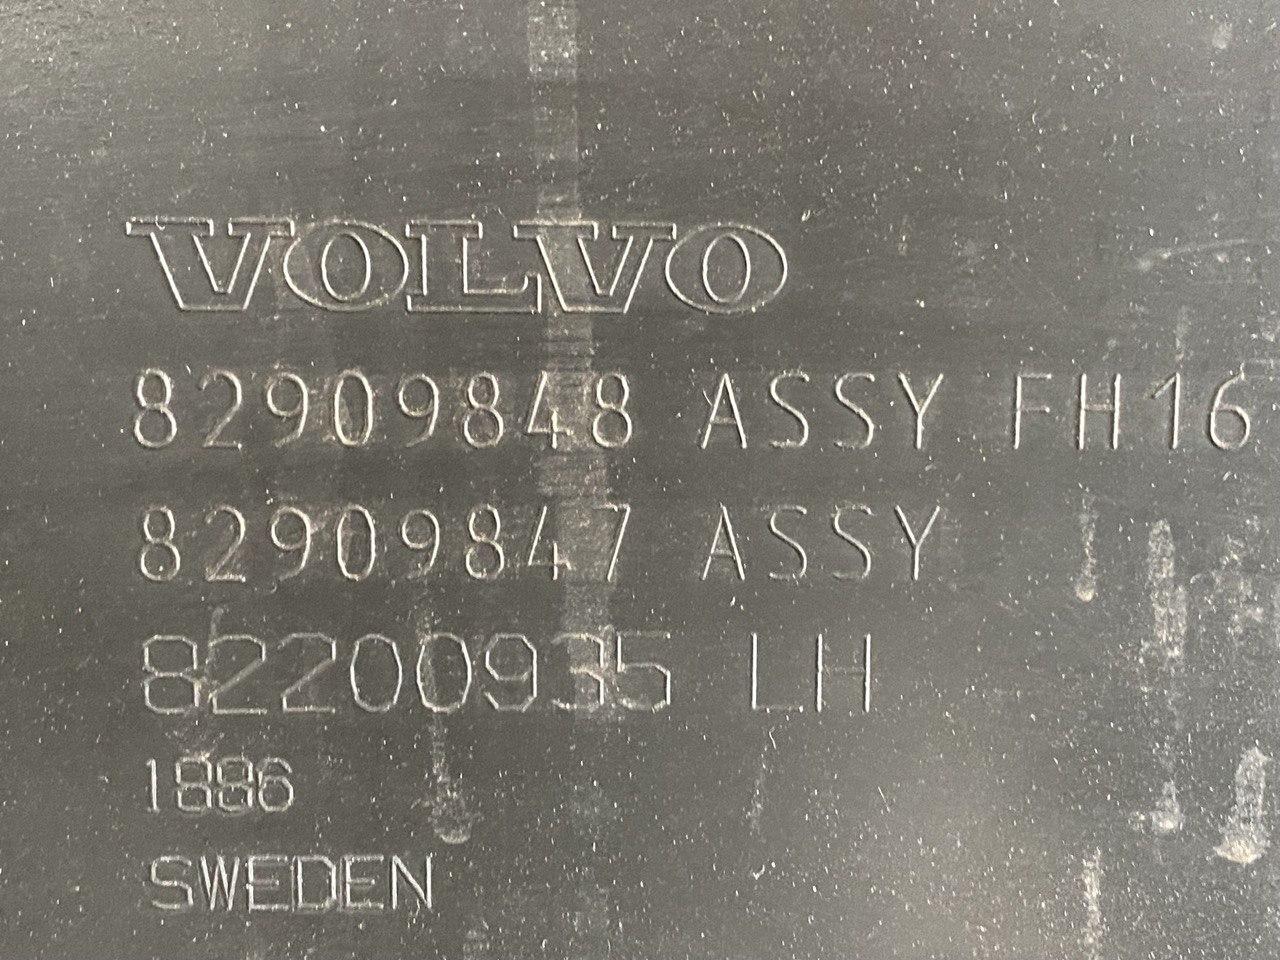 VOLVO
82909848 ASSY FH16
82909847 ASSY
82200935 LH
1886
SWEDEN